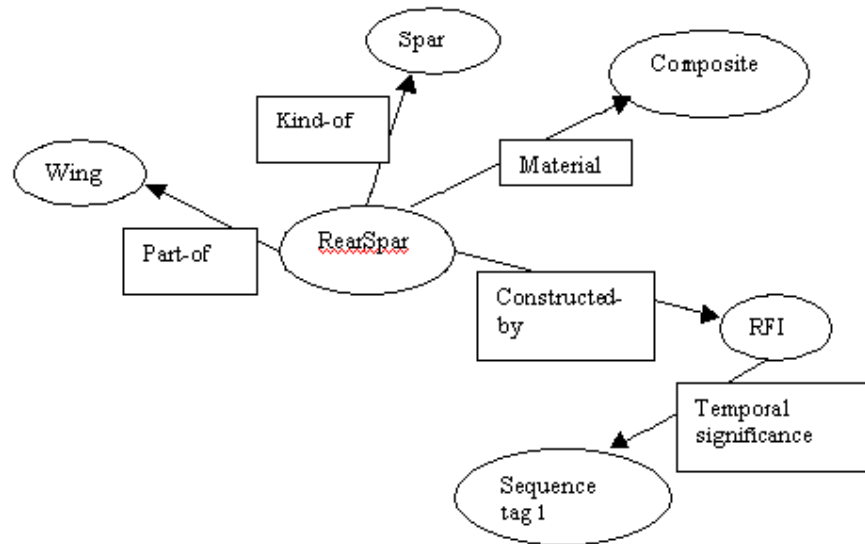 Spar
Composite
Kind-of
Material
Wing
RearSpar
Part-of
Constructed-
by
RFI
Temporal
significance
Sequence
tag 1